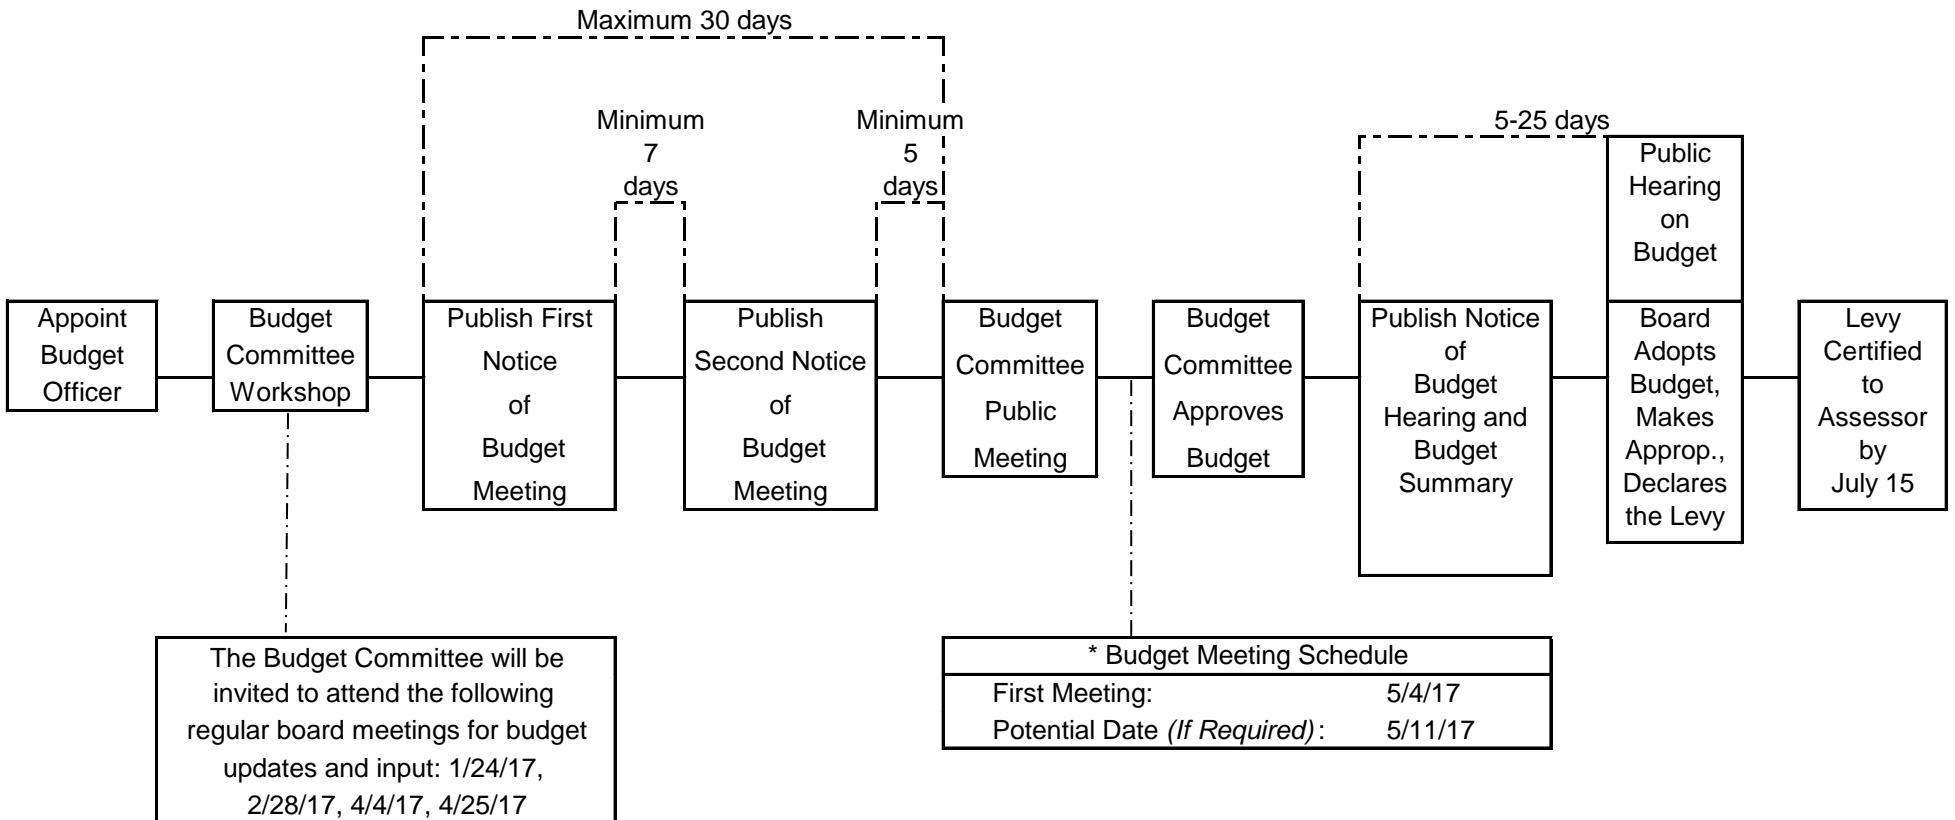 Maximum 30 days
Minimum
7
days
Minimum
5
days
5-25 days
Public
Hearing
on
Budget
Appoint
Budget
Officer
Budget
Committee
Workshop
Publish First
Notice
of
Budget
Meeting
Publish
Second Notice
of
Budget
Meeting
Budget
Committee
Public
Meeting
Budget
Committee
Approves
Budget
Publish Notice
of
Budget
Hearing and
Budget
Summary
Board
Adopts
Budget,
Makes
Approp.,
Declares
the Levy
Levy
Certified
to
Assessor
by
July 15
The Budget Committee will be
invited to attend the following
regular board meetings for budget
updates and input: 1/24/17,
2/28/17, 4/4/17, 4/25/17
* Budget Meeting Schedule
First Meeting: 5/4/17
Potential Date (If Required): 5/11/17